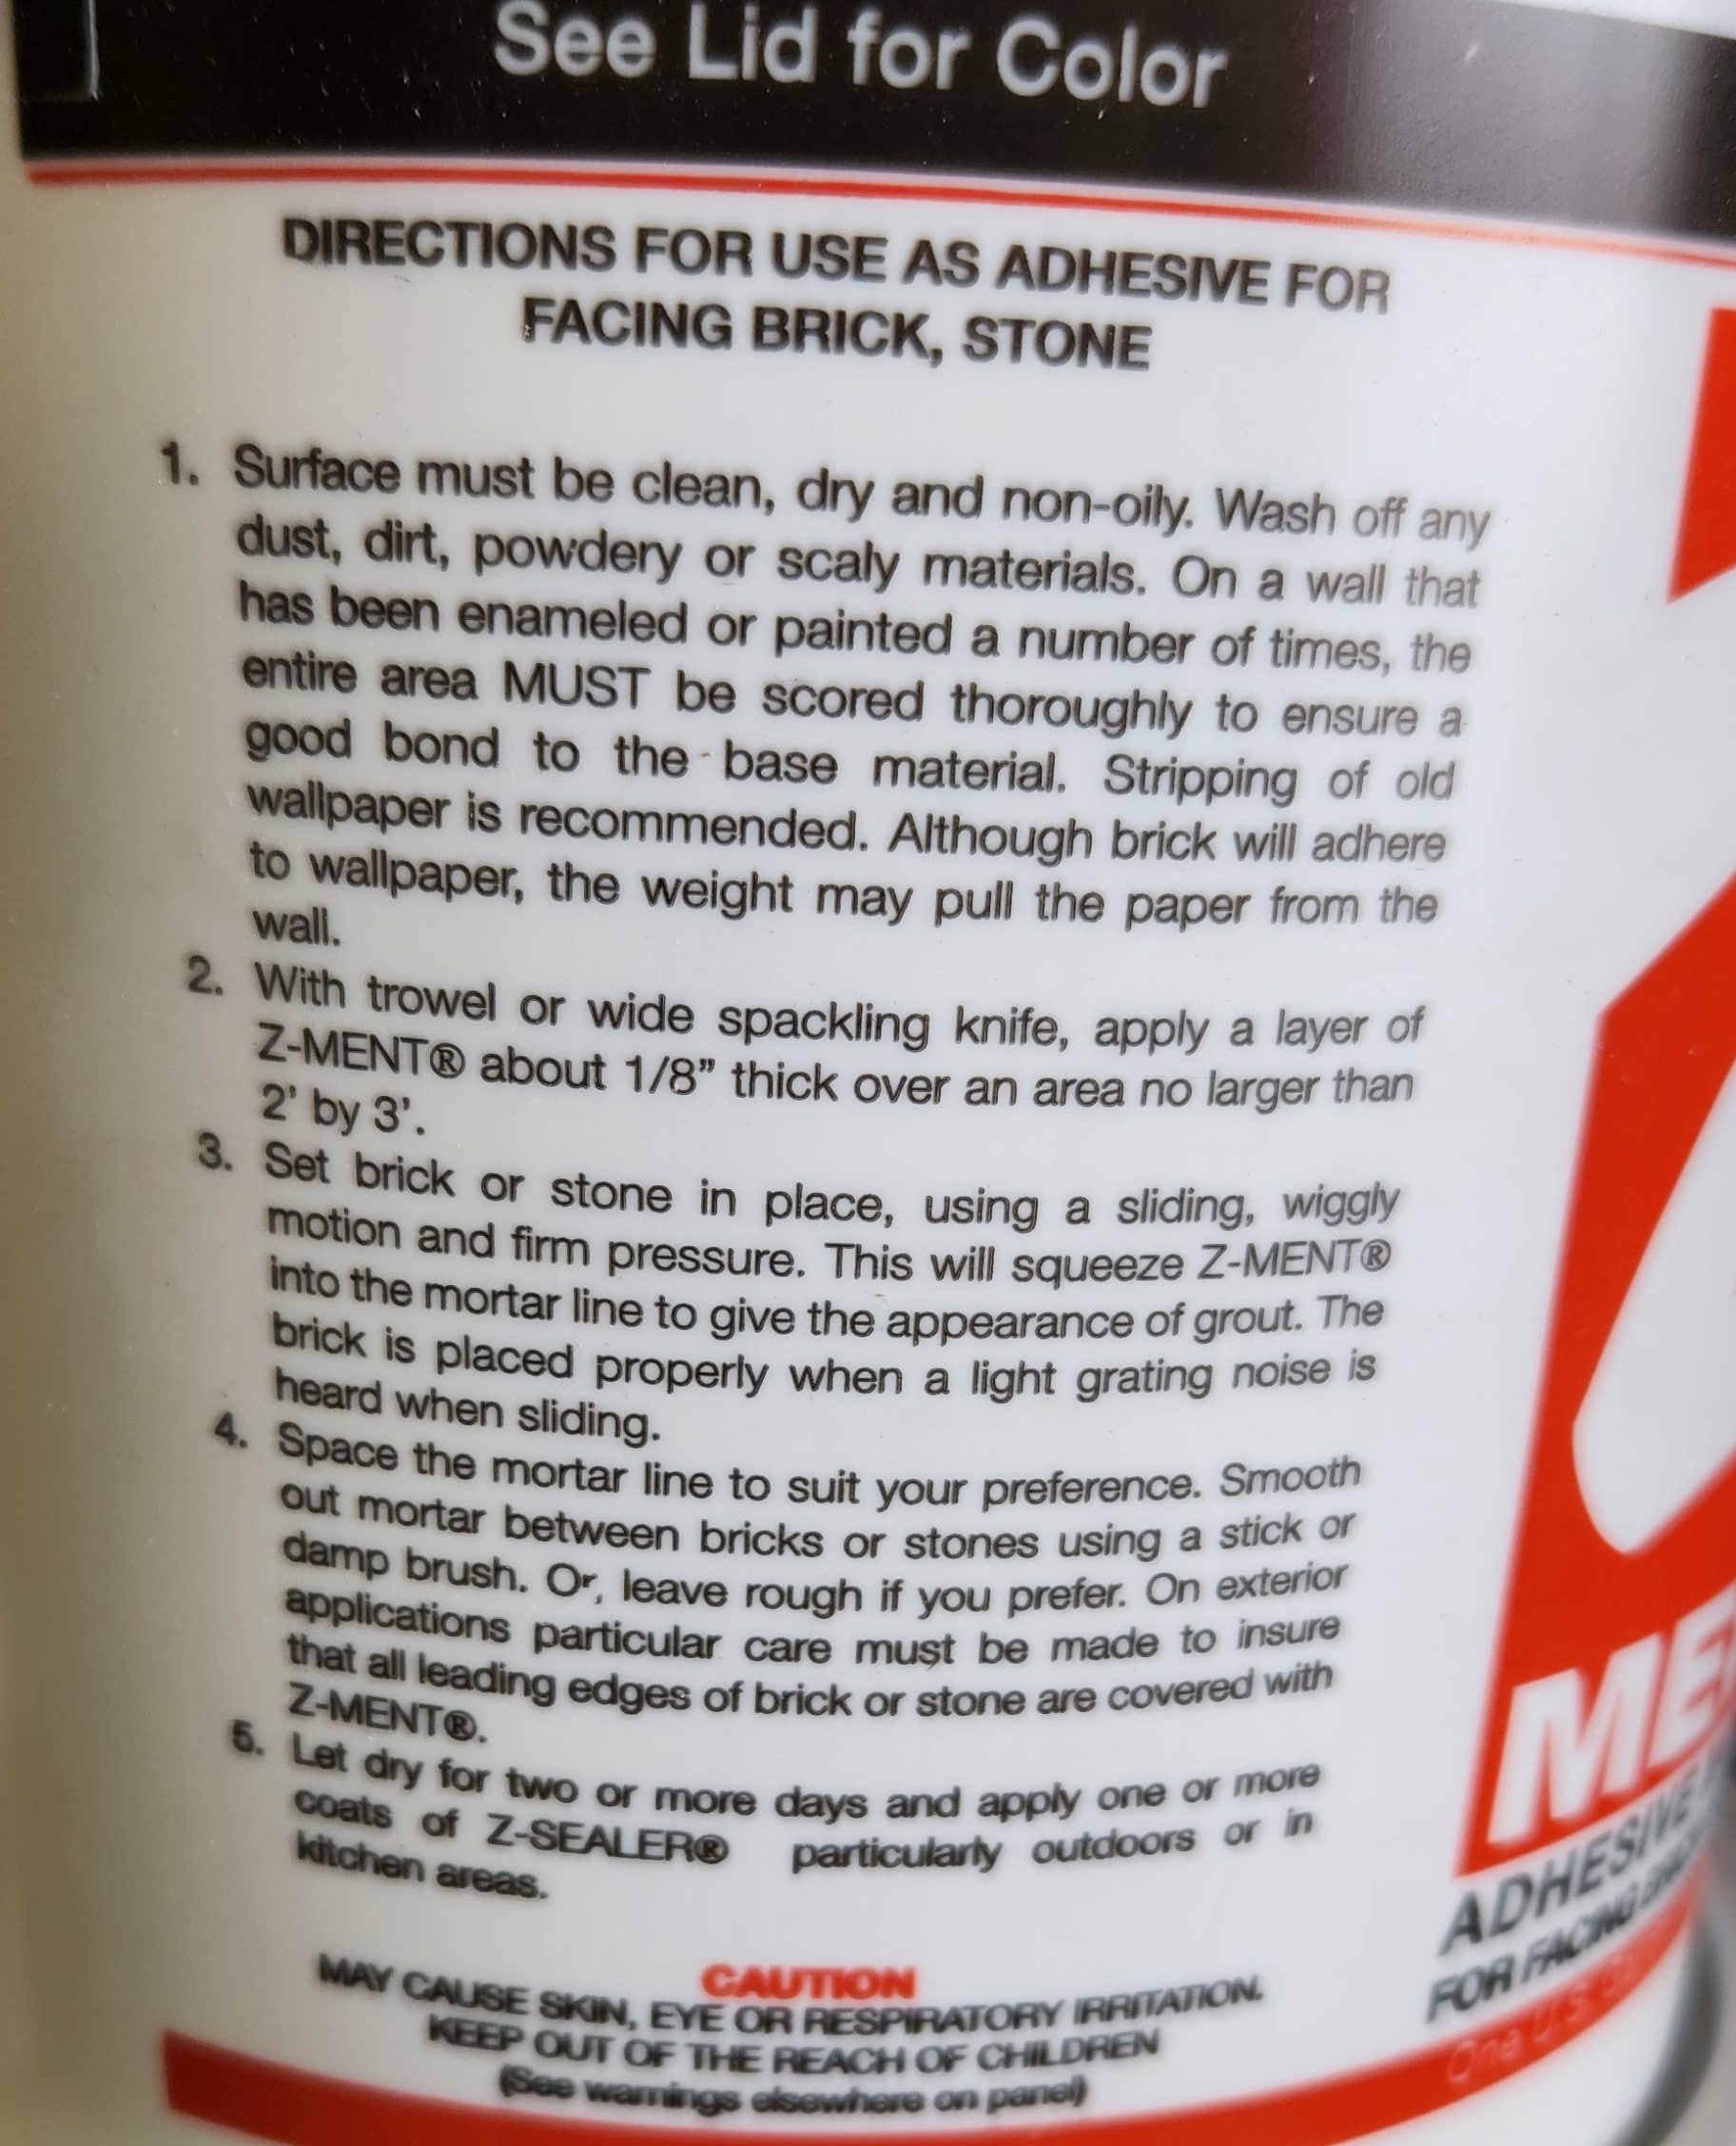 See Lid for Color
DIRECTIONS FOR USE AS ADHESIVE FOR
FACING BRICK, STONE
1. Surface must be clean, dry and non-oily. Wash off any
dust, dirt, powdery or scaly materials. On a wall that
has been enameled or painted a number of times, the
entire area MUST be scored thoroughly to ensure a
good bond to the base material. Stripping of old
wallpaper is recommended. Although brick will adhere
to wallpaper, the weight may pull the paper from the
wall.
2. With trowel or wide spackling knife, apply a layer of
Z-MENT® about 1/8” thick over an area no larger than
2’ by 3’.
3. Set brick or stone in place, using a sliding, wiggly
motion and firm pressure. This will squeeze Z-MENT®
into the mortar line to give the appearance of grout. The
brick is placed properly when a light grating noise is
heard when sliding.
4. Space the mortar line to suit your preference. Smooth
out mortar between bricks or stones using a stick or
damp brush. Or, leave rough if you prefer. On exterior
applications particular care must be made to insure
that all leading edges of brick or stone are covered with
Z-MENT®.
5. Let dry for two or more days and apply one or more
coats of Z-SEALER® particularly outdoors or in
kitchen areas.
CAUTION
MAY CAUSE SKIN, EYE OR RESPIRATORY IRRITATION.
KEEP OUT OF THE REACH OF CHILDREN
(See warnings elsewhere on panel)
ME
ADHESIVE
FOR FACING
One U.S.